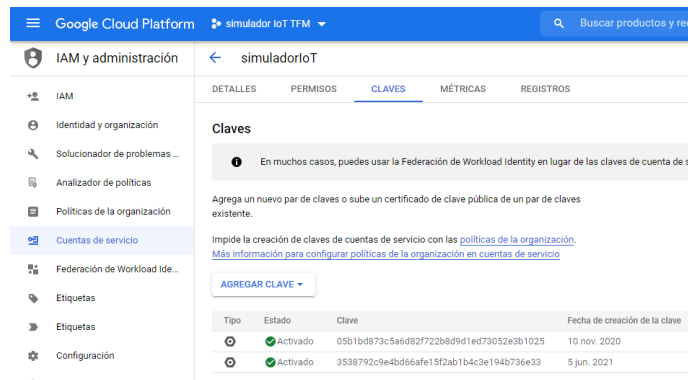 Google Cloud Platform simulador IoT TFM Buscar productos y rec
IAM y administración
simuladorIoT
IAM
Identidad y organización
Solucionador de problemas ...
Analizador de políticas
Políticas de la organización
Cuentas de servicio
Federación de Workload Ide...
Etiquetas
Etiquetas
Configuración
DETALLES PERMISOS CLAVES MÉTRICAS REGISTROS
Claves
En muchos casos, puedes usar la Federación de Workload Identity en lugar de las claves de cuenta de s
Agrega un nuevo par de claves o sube un certificado de clave pública de un par de claves
existente.
Impide la creación de claves de cuentas de servicio con las políticas de la organización.
Más información para configurar políticas de la organización en cuentas de servicio
AGREGAR CLAVE
Tipo Estado Clave Fecha de creación de la clave
Activado 05b1bd873c5a6d82f722b8d9d1ed73052e3b1025 10 nov. 2020
Activado 3538792c9e4bd66afe15f2ab1b4c3e194b736e33 5 jun. 2021